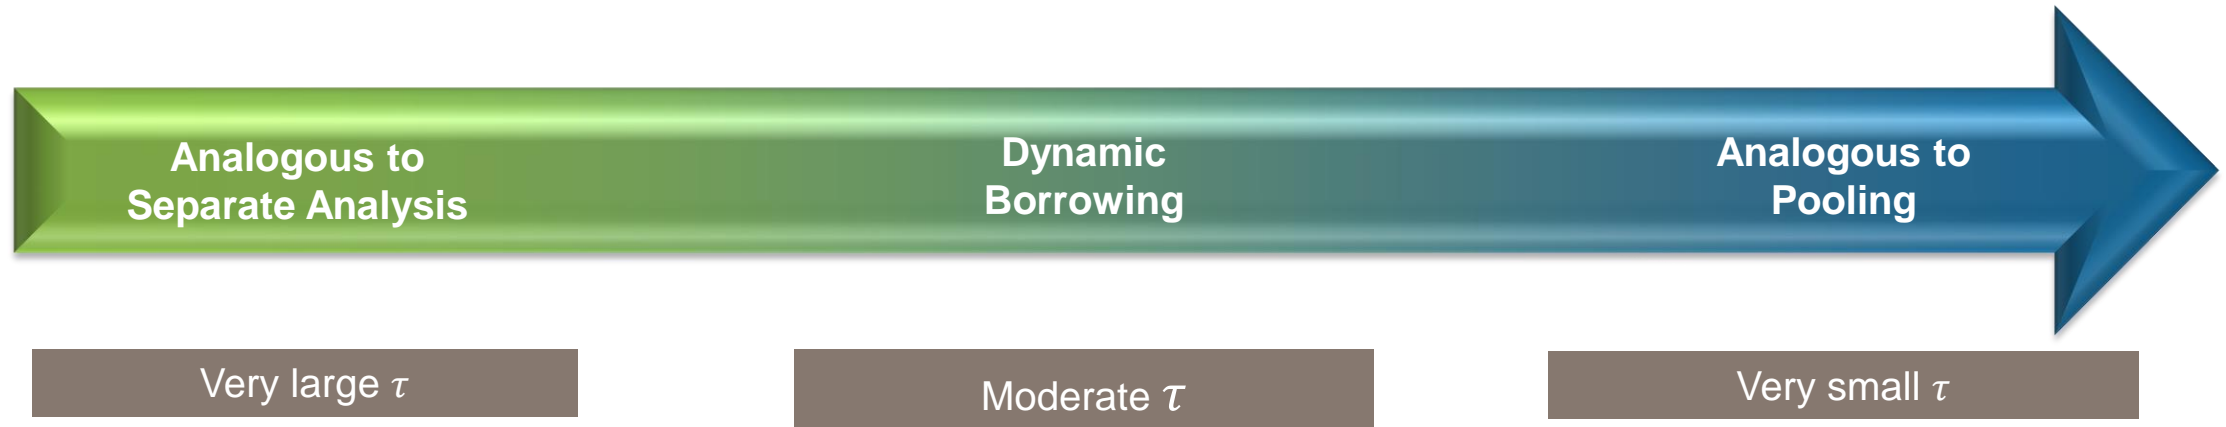 Analogous to
Separate Analysis
Dynamic
Borrowing
Analogous to
Pooling
Very large τ
Moderate τ
Very small τ